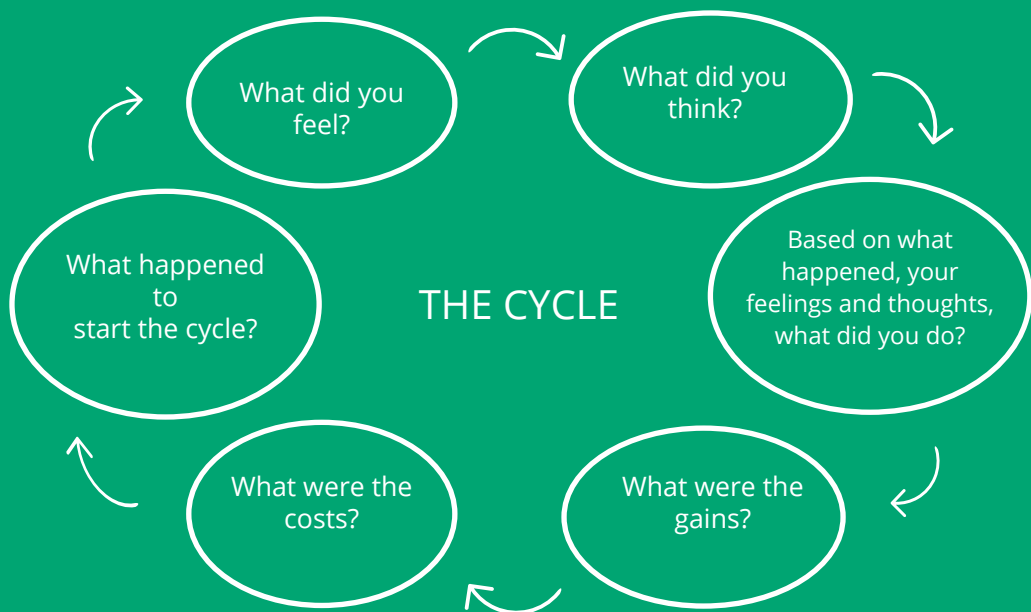 What did you
feel?
What did you
think?
What happened
to
start the cycle?
THE CYCLE
Based on what
happened, your
feelings and thoughts,
what did you do?
What were the
costs?
What were the
gains?